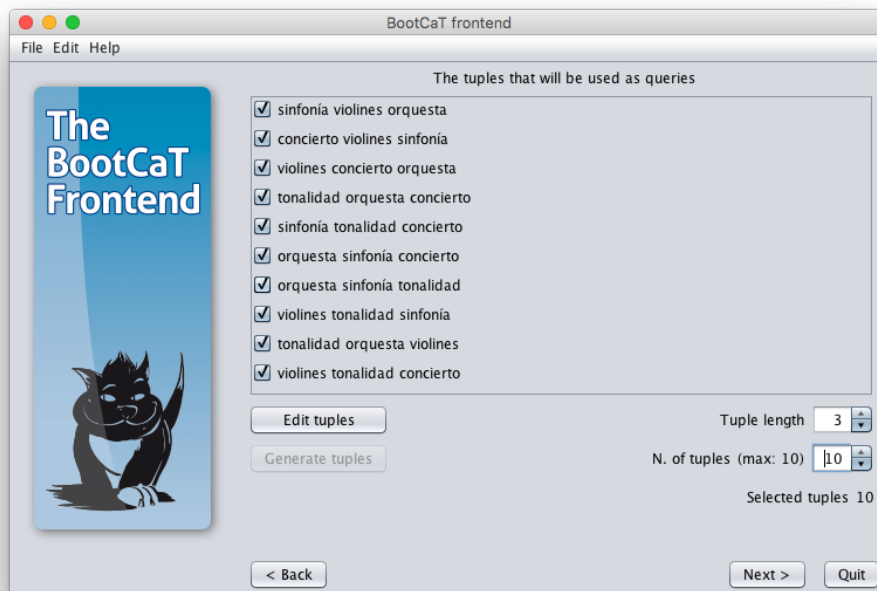 BootCaT frontend
File Edit Help
The
BootCaT
Frontend
The tuples that will be used as queries
sinfonía violines orquesta
concierto violines sinfonía
violines concierto orquesta
tonalidad orquesta concierto
sinfonía tonalidad concierto
orquesta sinfonía concierto
orquesta sinfonía tonalidad
violines tonalidad sinfonía
tonalidad orquesta violines
violines tonalidad concierto
Edit tuples
Tuple length 3
Generate tuples
N. of tuples (max: 10) 10
Selected tuples 10
< Back
Next >
Quit